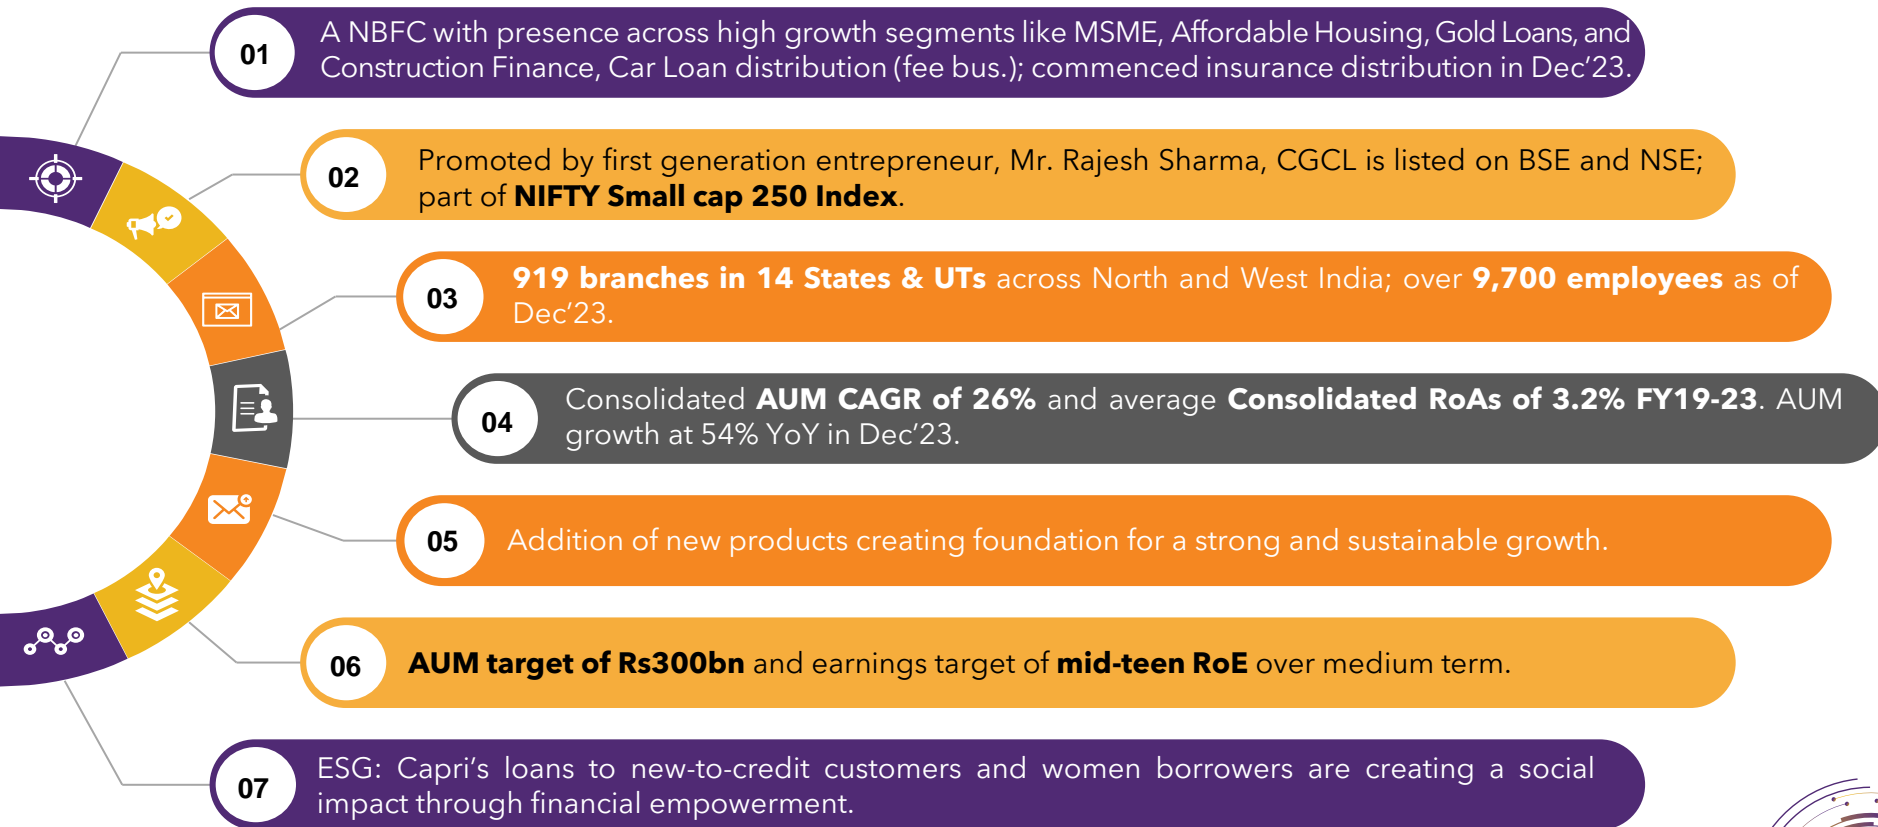 01
A NBFC with presence across high growth segments like MSME, Affordable Housing, Gold Loans, and
Construction Finance, Car Loan distribution (fee bus.); commenced insurance distribution in Dec’23.
02
Promoted by first generation entrepreneur, Mr. Rajesh Sharma, CGCL is listed on BSE and NSE;
part of NIFTY Small cap 250 Index.
03
919 branches in 14 States & UTs across North and West India; over 9,700 employees as of
Dec’23.
04
Consolidated AUM CAGR of 26% and average Consolidated RoAs of 3.2% FY19-23. AUM
growth at 54% YoY in Dec’23.
05
Addition of new products creating foundation for a strong and sustainable growth.
06
AUM target of Rs300bn and earnings target of mid-teen RoE over medium term.
07
ESG: Capri’s loans to new-to-credit customers and women borrowers are creating a social
impact through financial empowerment.